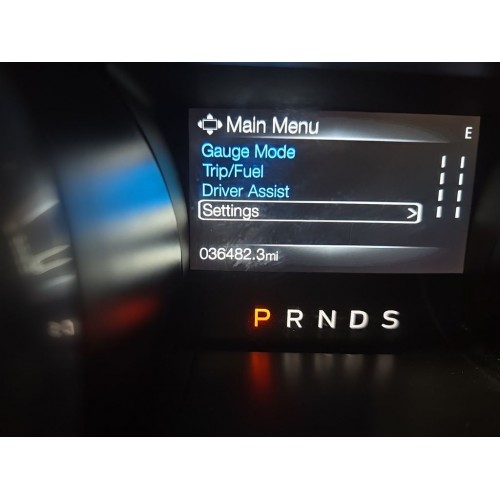 Main Menu
E
Gauge Mode
Trip/Fuel
Driver Assist
Settings >
036482.3mi
P R N D S